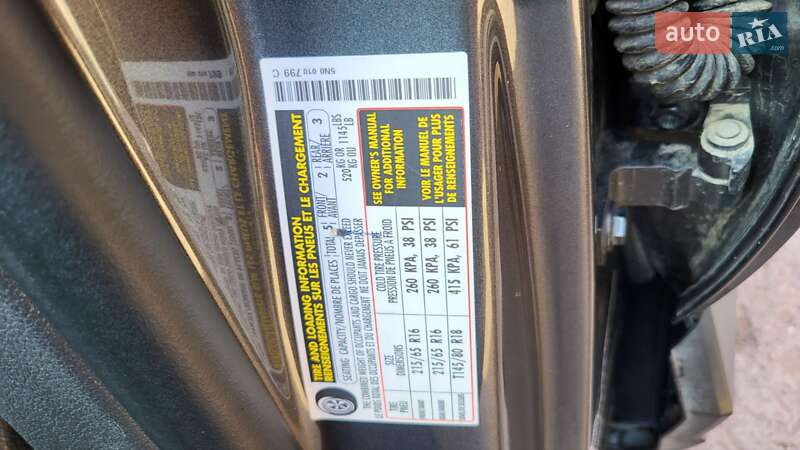 auto RIA
5N0 010 799 C
TIRE AND LOADING INFORMATION
RENSEIGNEMENTS SUR LES PNEUS ET LE CHARGEMENT
SEATING CAPACITY/NOMBRE DE PLACES TOTAL 5 FRONT/AVANT 2 REAR/ARRIÈRE 3
THE COMBINED WEIGHT OF OCCUPANTS AND CARGO SHOULD NEVER EXCEED 520 KG OR 1145 LBS
LE POIDS TOTAL DES OCCUPANTS ET DU CHARGEMENT NE DOIT JAMAIS DÉPASSER KG OU LB
TIRE PNEU SIZE DIMENSIONS COLD TIRE PRESSURE PRESSION DE PNEUS À FROID
215/65 R16 260 KPA, 38 PSI
215/65 R16 260 KPA, 38 PSI
T145/80 R18 415 KPA, 61 PSI
SEE OWNER'S MANUAL
FOR ADDITIONAL
INFORMATION
VOIR LE MANUEL DE
L'USAGER POUR PLUS
DE RENSEIGNEMENTS